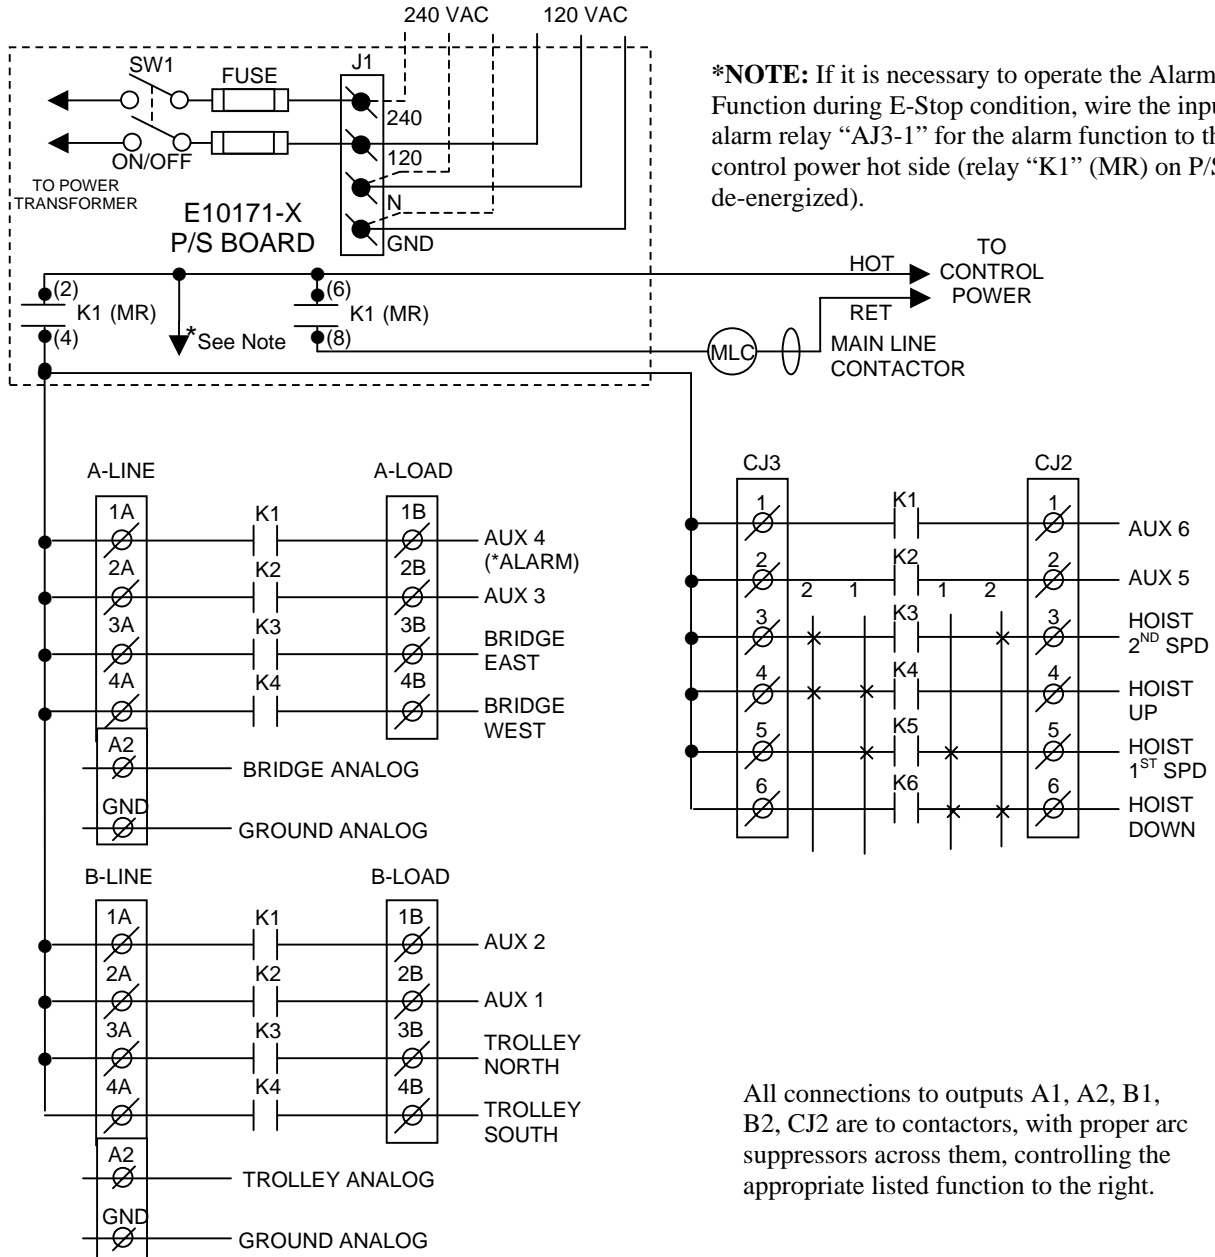 240 VAC
120 VAC
SW1
FUSE
J1
240
120
N
GND
ON/OFF
TO POWER
TRANSFORMER
E10171-X
P/S BOARD
*NOTE: If it is necessary to operate the Alarm
Function during E-Stop condition, wire the
alarm relay “AJ3-1” for the alarm function to
control power hot side (relay “K1” (MR) on
de-energized).
(2)
K1 (MR)
(4)
*See Note
(6)
K1 (MR)
(8)
HOT
RET
TO
CONTROL
POWER
MLC
MAIN LINE
CONTACTOR
A-LINE
A-LOAD
1A
K1
1B
AUX 4
(*ALARM)
2A
K2
2B
AUX 3
3A
K3
3B
BRIDGE
EAST
4A
K4
4B
BRIDGE
WEST
A2
BRIDGE ANALOG
GND
GROUND ANALOG
B-LINE
B-LOAD
1A
K1
1B
AUX 2
2A
K2
2B
AUX 1
3A
K3
3B
TROLLEY
NORTH
4A
K4
4B
TROLLEY
SOUTH
A2
TROLLEY ANALOG
GND
GROUND ANALOG
CJ3
CJ2
1
K1
1
AUX 6
2
K2
2
AUX 5
2 1 1 2
3
K3
3
HOIST
2ND SPD
4
K4
4
HOIST
UP
5
K5
5
HOIST
1ST SPD
6
K6
6
HOIST
DOWN
All connections to outputs A1, A2, B1,
B2, CJ2 are to contactors, with proper arc
suppressors across them, controlling the
appropriate listed function to the right.